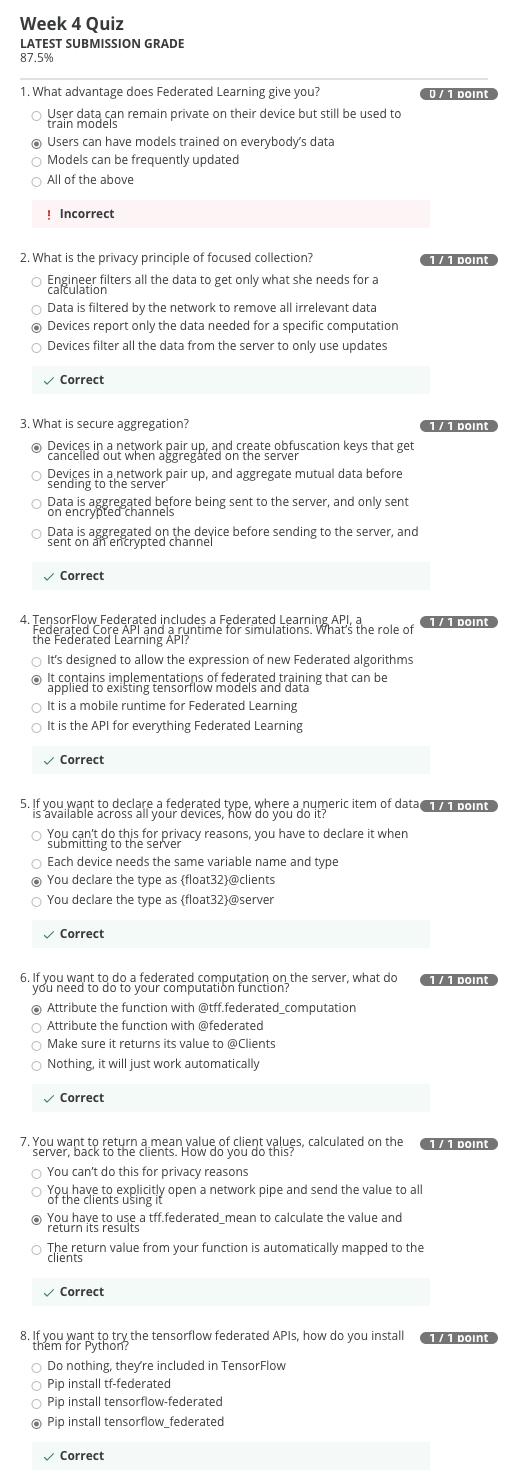 Week 4 Quiz
LATEST SUBMISSION GRADE
87.5%
1. What advantage does Federated Learning give you?
0 / 1 point
User data can remain private on their device but still be used to
train models
Users can have models trained on everybody’s data
Models can be frequently updated
All of the above
! Incorrect
2. What is the privacy principle of focused collection?
1 / 1 point
Engineer filters all the data to get only what she needs for a
calculation
Data is filtered by the network to remove all irrelevant data
Devices report only the data needed for a specific computation
Devices filter all the data from the server to only use updates
Correct
3. What is secure aggregation?
1 / 1 point
Devices in a network pair up, and create obfuscation keys that get
cancelled out when aggregated on the server
Devices in a network pair up, and aggregate mutual data before
sending to the server
Data is aggregated before being sent to the server, and only sent
on encrypted channels
Data is aggregated on the device before sending to the server, and
sent on an encrypted channel
Correct
4. TensorFlow Federated includes a Federated Learning API, a
Federated Core API and a runtime for simulations. What’s the role of
the Federated Learning API?
1 / 1 point
It’s designed to allow the expression of new Federated algorithms
It contains implementations of federated training that can be
applied to existing tensorflow models and data
It is a mobile runtime for Federated Learning
It is the API for everything Federated Learning
Correct
5. If you want to declare a federated type, where a numeric item of data
is available across all your devices, how do you do it?
1 / 1 point
You can’t do this for privacy reasons, you have to declare it when
submitting to the server
Each device needs the same variable name and type
You declare the type as {float32}@clients
You declare the type as {float32}@server
Correct
6. If you want to do a federated computation on the server, what do
you need to do to your computation function?
1 / 1 point
Attribute the function with @tff.federated_computation
Attribute the function with @federated
Make sure it returns its value to @Clients
Nothing, it will just work automatically
Correct
7. You want to return a mean value of client values, calculated on the
server, back to the clients. How do you do this?
1 / 1 point
You can’t do this for privacy reasons
You have to explicitly open a network pipe and send the value to all
of the clients using it
You have to use a tff.federated_mean to calculate the value and
return its results
The return value from your function is automatically mapped to the
clients
Correct
8. If you want to try the tensorflow federated APIs, how do you install
them for Python?
1 / 1 point
Do nothing, they’re included in TensorFlow
Pip install tf-federated
Pip install tensorflow-federated
Pip install tensorflow_federated
Correct